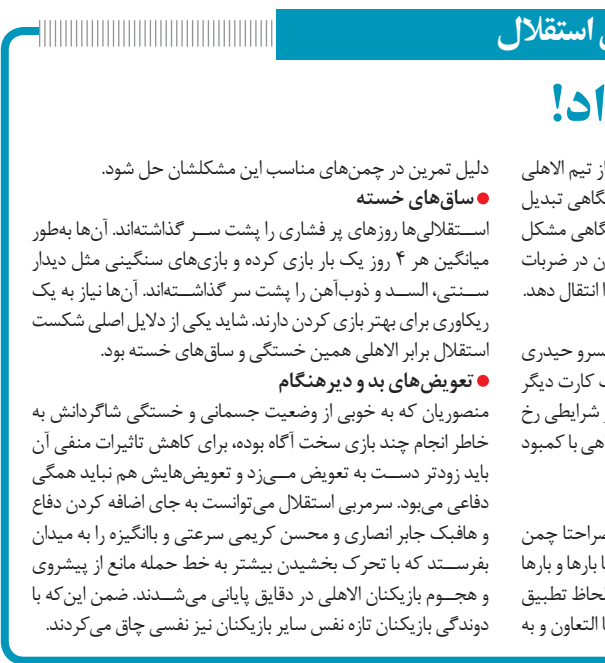 استقلال
اد!
دلیل تمرین در چمن‌های مناسب این مشکلشان حل شود.
● ساق‌های خسته
استقلالی‌ها روزهای پر فشاری را پشت سر گذاشته‌اند. آن‌ها به‌طور
میانگین هر ۴ روز یک بار بازی کرده و بازی‌های سنگینی مثل دیدار
سنتی، السد و ذوب‌آهن را پشت سر گذاشته‌اند. آن‌ها نیاز به یک
ریکاوری برای بهتر بازی کردن دارند. شاید یکی از دلایل اصلی شکست
استقلال برابر الاهلی همین خستگی و ساق‌های خسته بود.
● تعویض‌های بد و دیرهنگام
منصوریان که به خوبی از وضعیت جسمانی و خستگی شاگردانش به
خاطر انجام چند بازی سخت آگاه بوده، برای کاهش تاثیرات منفی آن
باید زودتر دست به تعویض می‌زد و تعویض‌هایش هم نباید همگی
دفاعی می‌بود. سرمربی استقلال می‌توانست به جای اضافه کردن دفاع
و هافبک جابر انصاری و محسن کریمی سرعتی و باانگیزه را به میدان
بفرستد که با تحرک بخشیدن بیشتر به خط حمله مانع از پیشروی
و هجوم بازیکنان الاهلی در دقایق پایانی می‌شدند. ضمن این‌که با
دوندگی بازیکنان تازه نفس سایر بازیکنان نیز نفسی چاق می‌کردند.
از تیم الاهلی
گاهی تبدیل
گاهی مشکل
ن در ضربات
ا انتقال دهد.
سرو حیدری
کارت دیگر
شرایطی رخ
اهی با کمبود
صراحتا چمن
ا بارها و بارها
لحاظ تطبیق
ا التعاون و به